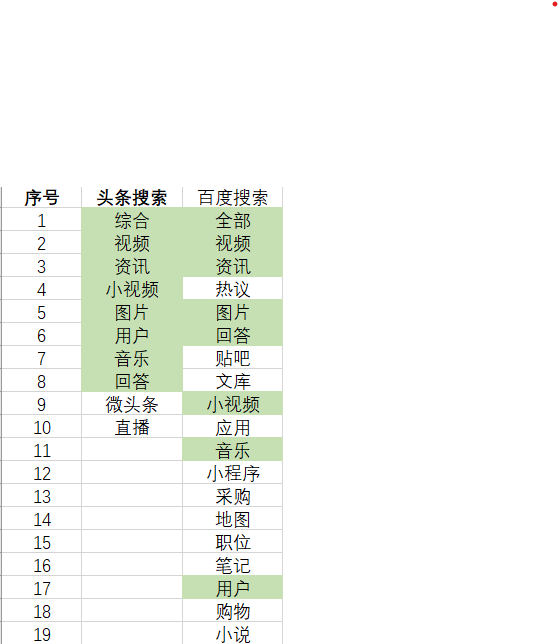 序号 头条搜索 百度搜索
1 综合 全部
2 视频 视频
3 资讯 资讯
4 小视频 热议
5 图片 图片
6 用户 回答
7 音乐 贴吧
8 回答 文库
9 微头条 小视频
10 直播 应用
11 音乐
12 小程序
13 采购
14 地图
15 职位
16 笔记
17 用户
18 购物
19 小说